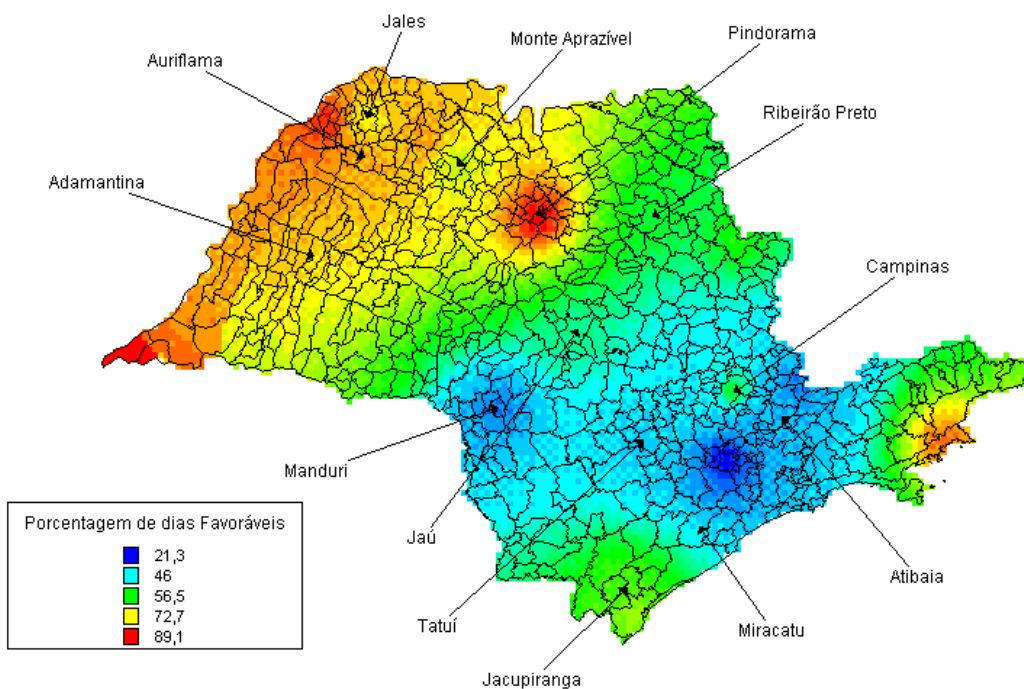 Jales
Pindorama
Monte Aprazível
Auriflama
Ribeirão Preto
Adamantina
Campinas
Manduri
Jaú
Atibaia
Tatuí
Miracatu
Jacupiranga
Porcentagem de dias Favoráveis
21,3
46
56,5
72,7
89,1